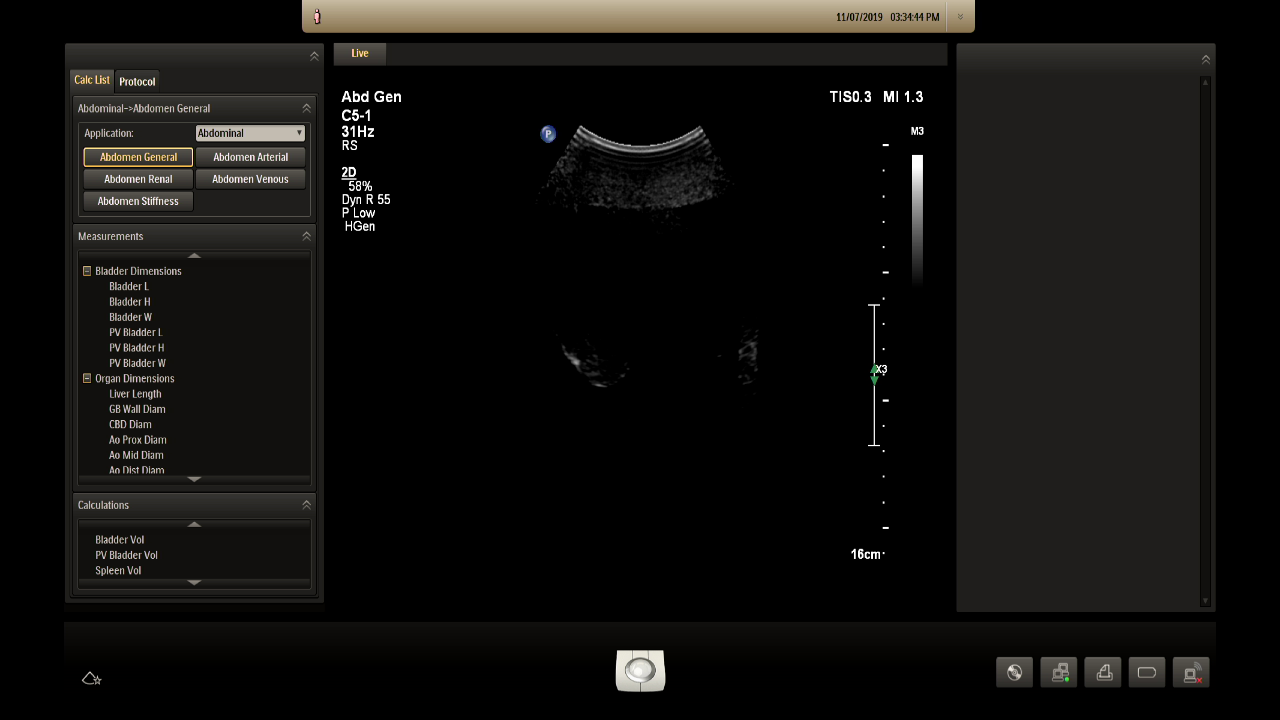 11/07/2019 03:34:44 PM
Calc List Protocol
Live
Abdominal->Abdomen General
Application: Abdominal
Abdomen General Abdomen Arterial
Abdomen Renal Abdomen Venous
Abdomen Stiffness
Measurements
Bladder Dimensions
Bladder L
Bladder H
Bladder W
PV Bladder L
PV Bladder H
PV Bladder W
Organ Dimensions
Liver Length
GB Wall Diam
CBD Diam
Ao Prox Diam
Ao Mid Diam
Ao Dist Diam
Calculations
Bladder Vol
PV Bladder Vol
Spleen Vol
Abd Gen
C5-1
31Hz
RS
2D
58%
Dyn R 55
P Low
HGen
P
TIS0.3 MI 1.3
M3
X3
16cm